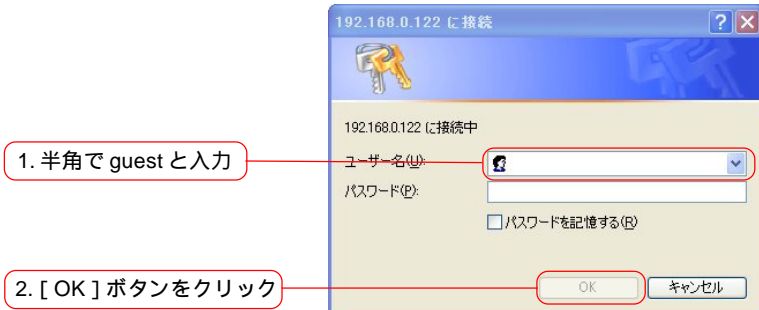 192.168.0.122 に接続
192.168.0.122 に接続中
1. 半角で guest と入力
ユーザー名(U):
パスワード(P):
パスワードを記憶する(R)
2. [ OK ] ボタンをクリック
OK
キャンセル